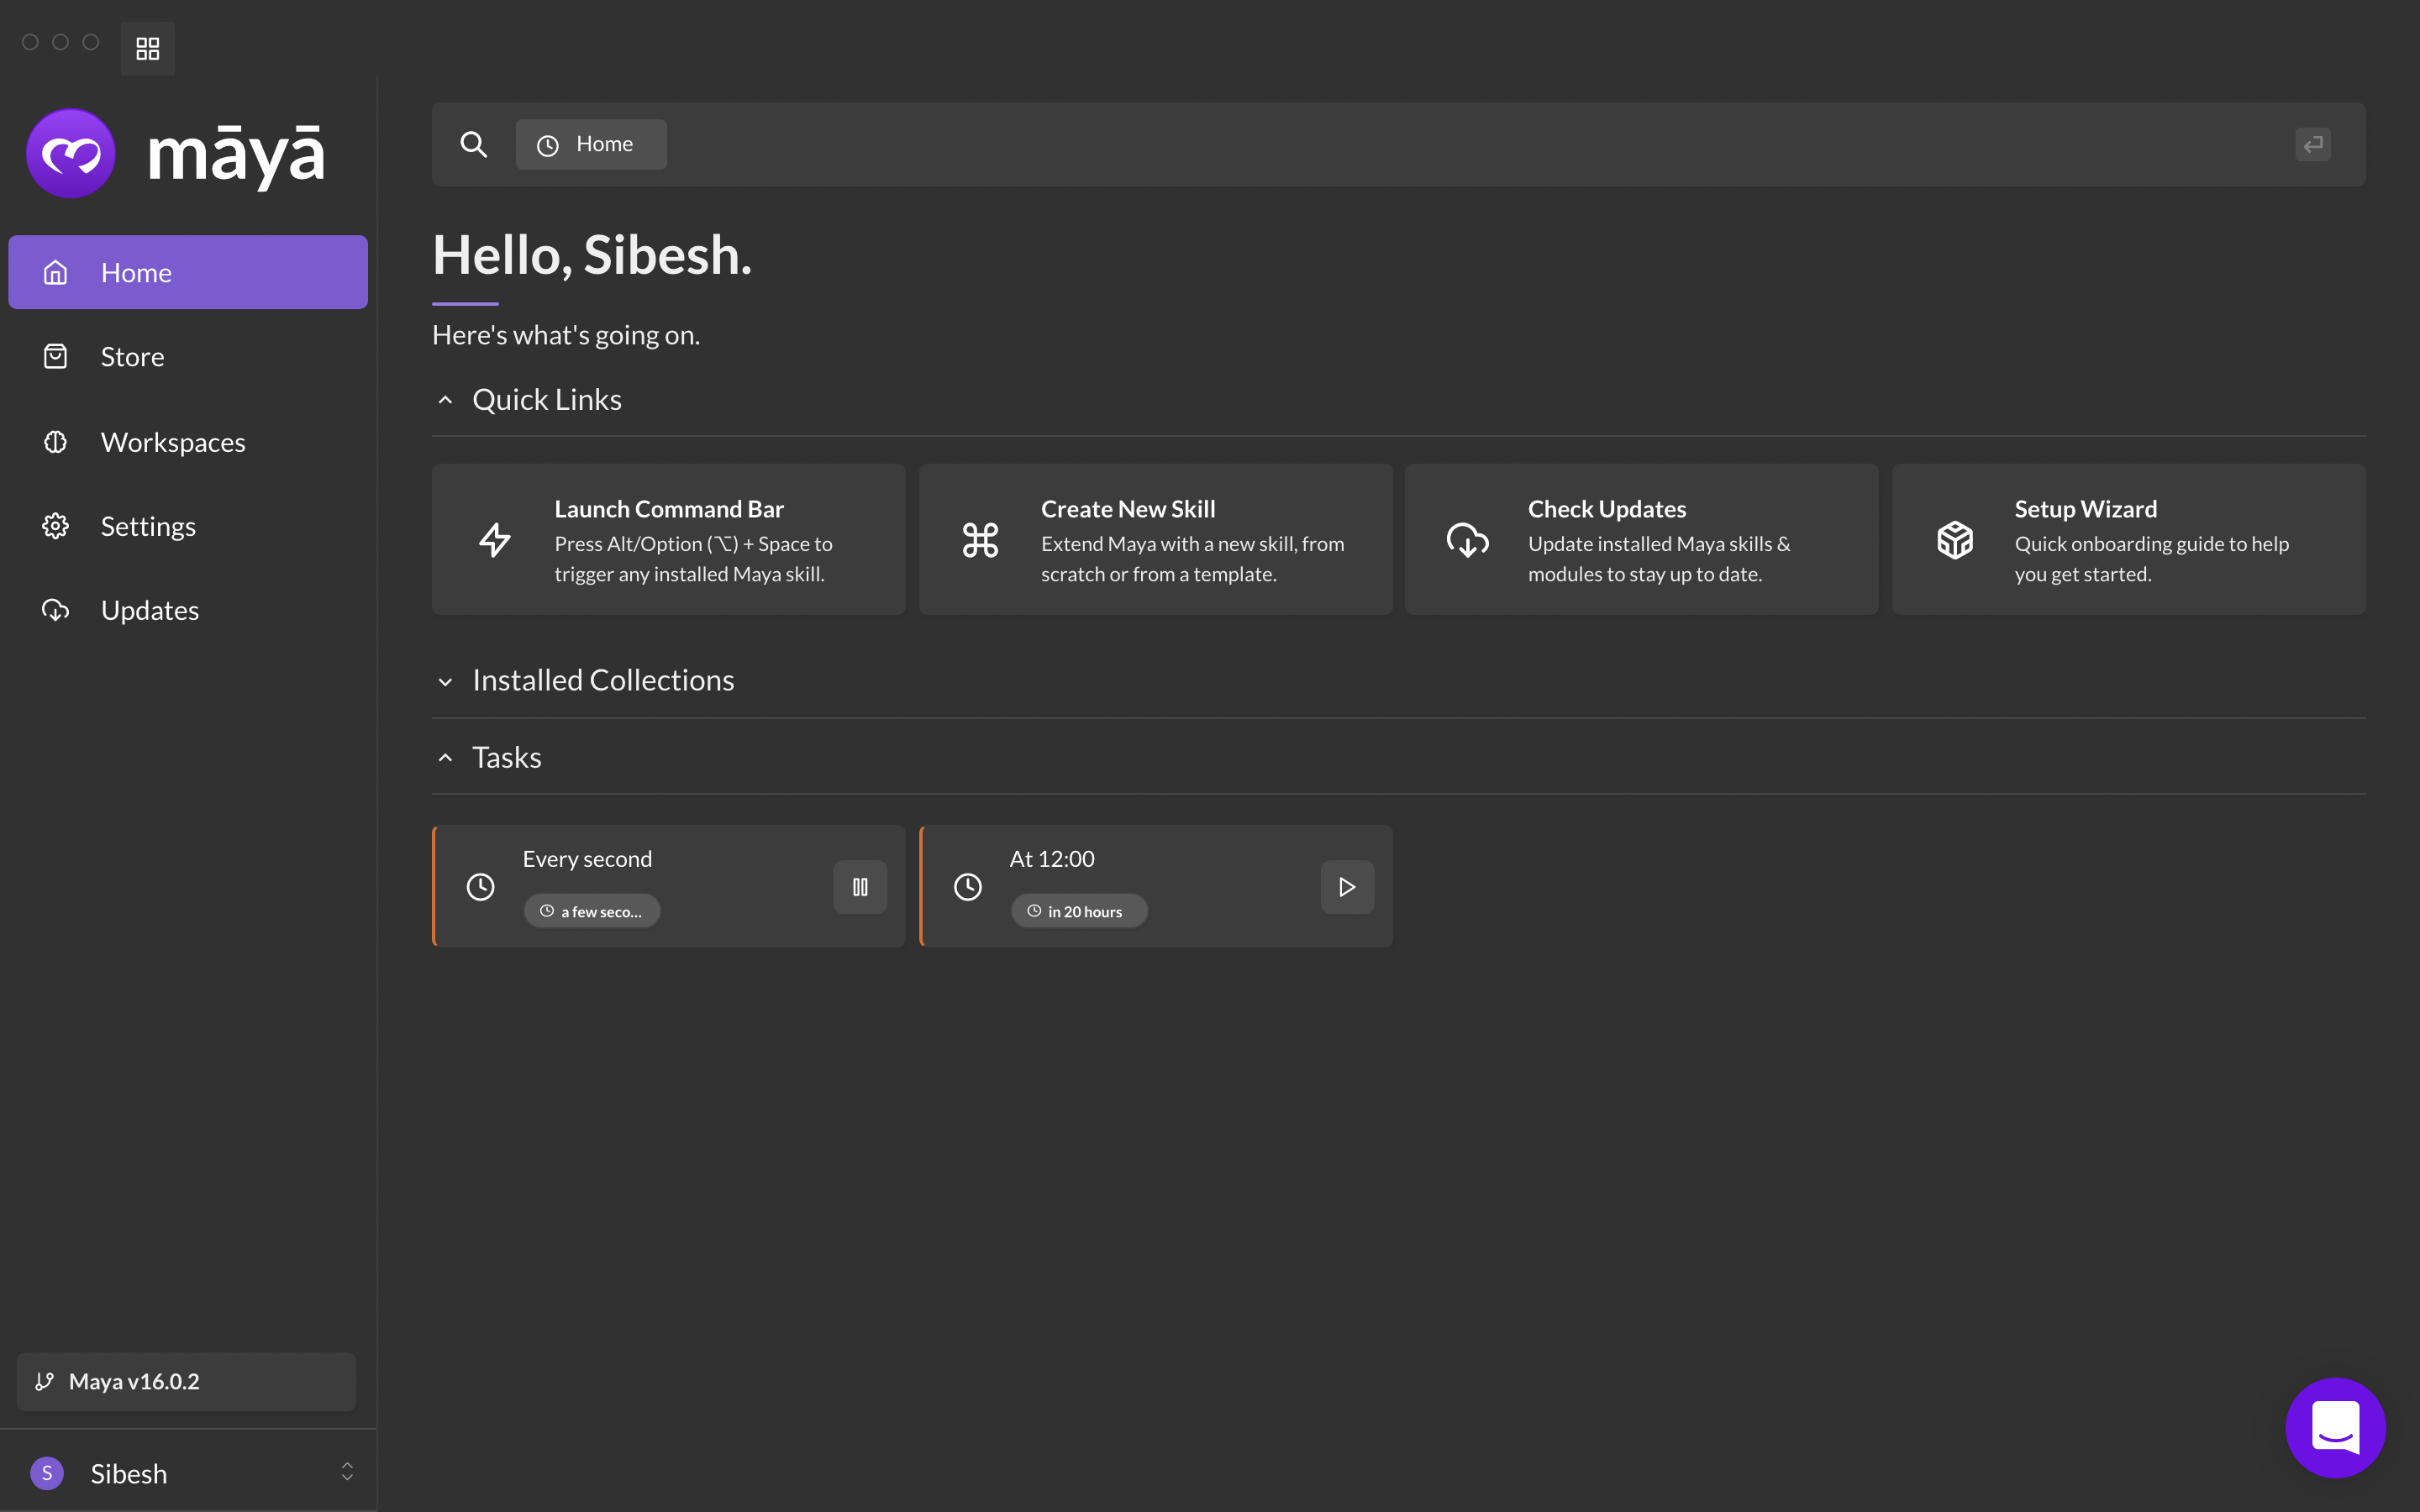 māyā
Home
Store
Workspaces
Settings
Updates
Maya v16.0.2
S
Sibesh
Home
Hello, Sibesh.
Here's what's going on.
Quick Links
Launch Command Bar
Press Alt/Option (⌥) + Space to
trigger any installed Maya skill.
Create New Skill
Extend Maya with a new skill, from
scratch or from a template.
Check Updates
Update installed Maya skills &
modules to stay up to date.
Setup Wizard
Quick onboarding guide to help
you get started.
Installed Collections
Tasks
Every second
a few seco...
At 12:00
in 20 hours